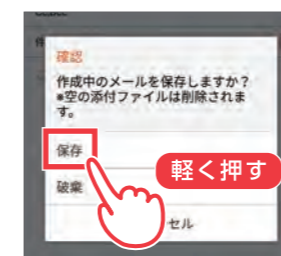 確認
作成中のメールを保存しますか？
※空の添付ファイルは削除されま
す。
保存
軽く押す
破棄
セル